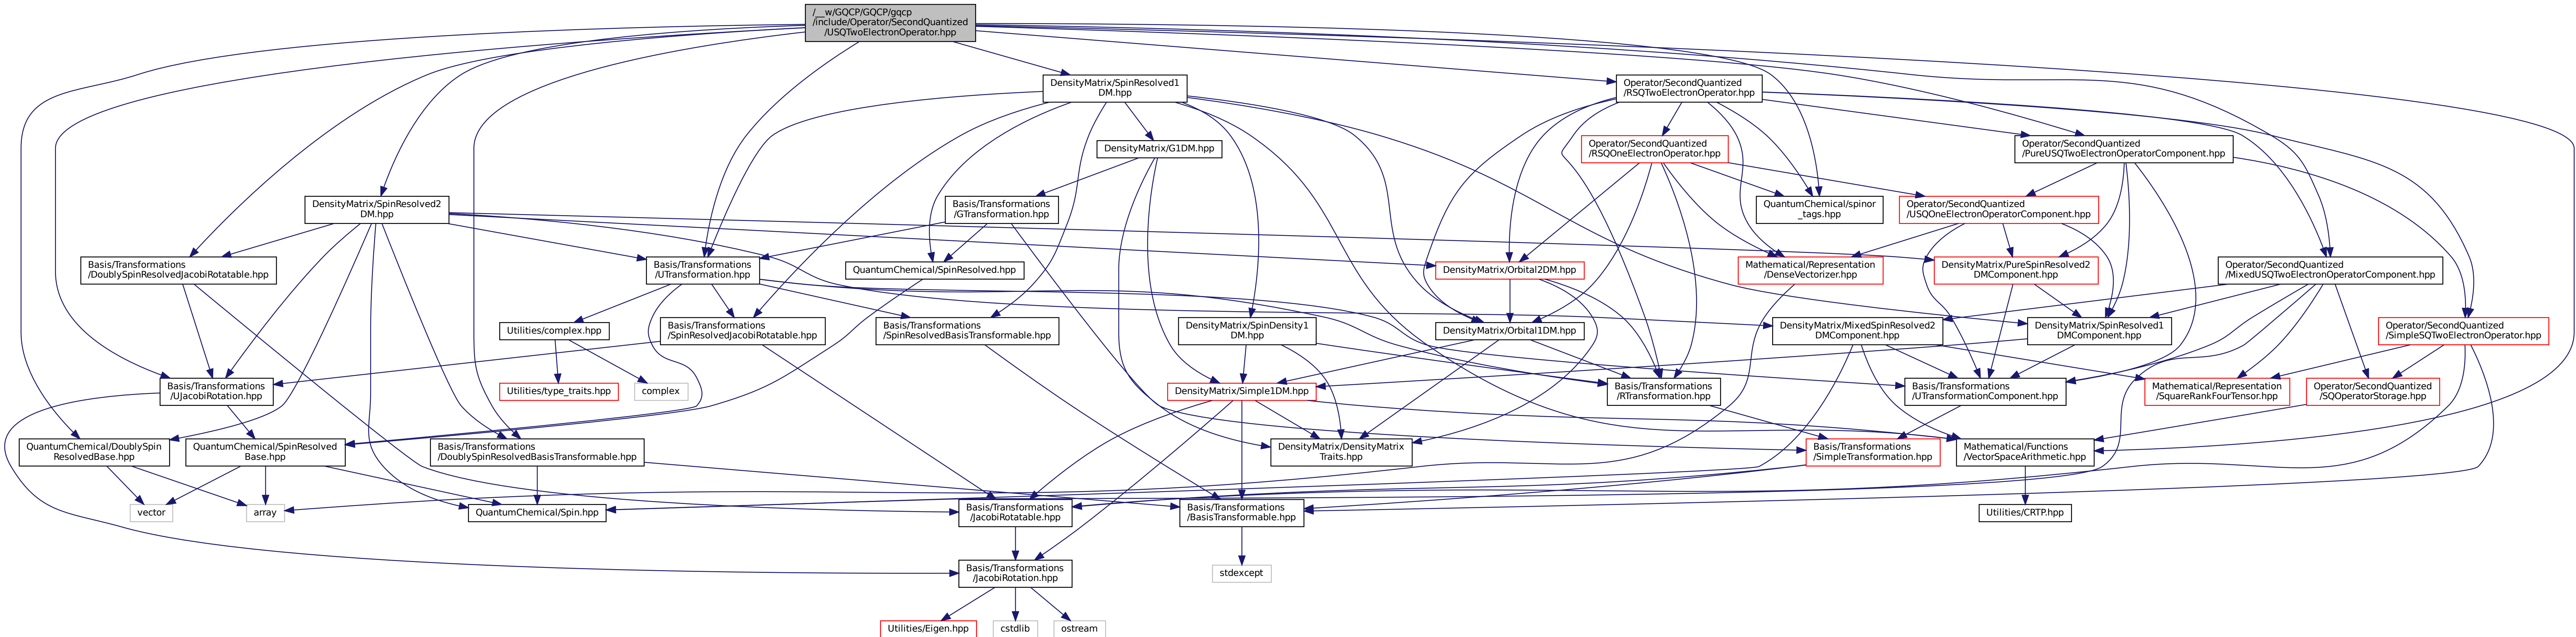 /__w/GQCP/GQCP/gqcp
/include/Operator/SecondQuantized
/USQTwoElectronOperator.hpp
DensityMatrix/SpinResolved1
DM.hpp
Operator/SecondQuantized
/RSQTwoElectronOperator.hpp
DensityMatrix/G1DM.hpp
Operator/SecondQuantized
/RSQOneElectronOperator.hpp
Operator/SecondQuantized
/PureUSQTwoElectronOperatorComponent.hpp
DensityMatrix/SpinResolved2
DM.hpp
Basis/Transformations
/GTransformation.hpp
QuantumChemical/spinor
_tags.hpp
Operator/SecondQuantized
/USQOneElectronOperatorComponent.hpp
Basis/Transformations
/DoublySpinResolvedJacobiRotatable.hpp
Basis/Transformations
/UTransformation.hpp
QuantumChemical/SpinResolved.hpp
DensityMatrix/Orbital2DM.hpp
Mathematical/Representation
/DenseVectorizer.hpp
DensityMatrix/PureSpinResolved2
DMComponent.hpp
Operator/SecondQuantized
/MixedUSQTwoElectronOperatorComponent.hpp
Utilities/complex.hpp
Basis/Transformations
/SpinResolvedJacobiRotatable.hpp
Basis/Transformations
/SpinResolvedBasisTransformable.hpp
DensityMatrix/SpinDensity1
DM.hpp
DensityMatrix/Orbital1DM.hpp
DensityMatrix/MixedSpinResolved2
DMComponent.hpp
DensityMatrix/SpinResolved1
DMComponent.hpp
Operator/SecondQuantized
/SimpleSQTwoElectronOperator.hpp
Basis/Transformations
/UJacobiRotation.hpp
Utilities/type_traits.hpp
complex
DensityMatrix/Simple1DM.hpp
Basis/Transformations
/RTransformation.hpp
Basis/Transformations
/UTransformationComponent.hpp
Mathematical/Representation
/SquareRankFourTensor.hpp
Operator/SecondQuantized
/SQOperatorStorage.hpp
QuantumChemical/DoublySpin
ResolvedBase.hpp
QuantumChemical/SpinResolved
Base.hpp
Basis/Transformations
/DoublySpinResolvedBasisTransformable.hpp
DensityMatrix/DensityMatrix
Traits.hpp
Basis/Transformations
/SimpleTransformation.hpp
Mathematical/Functions
/VectorSpaceArithmetic.hpp
vector
array
QuantumChemical/Spin.hpp
Basis/Transformations
/JacobiRotatable.hpp
Basis/Transformations
/BasisTransformable.hpp
Utilities/CRTP.hpp
Basis/Transformations
/JacobiRotation.hpp
stdexcept
Utilities/Eigen.hpp
cstdlib
ostream